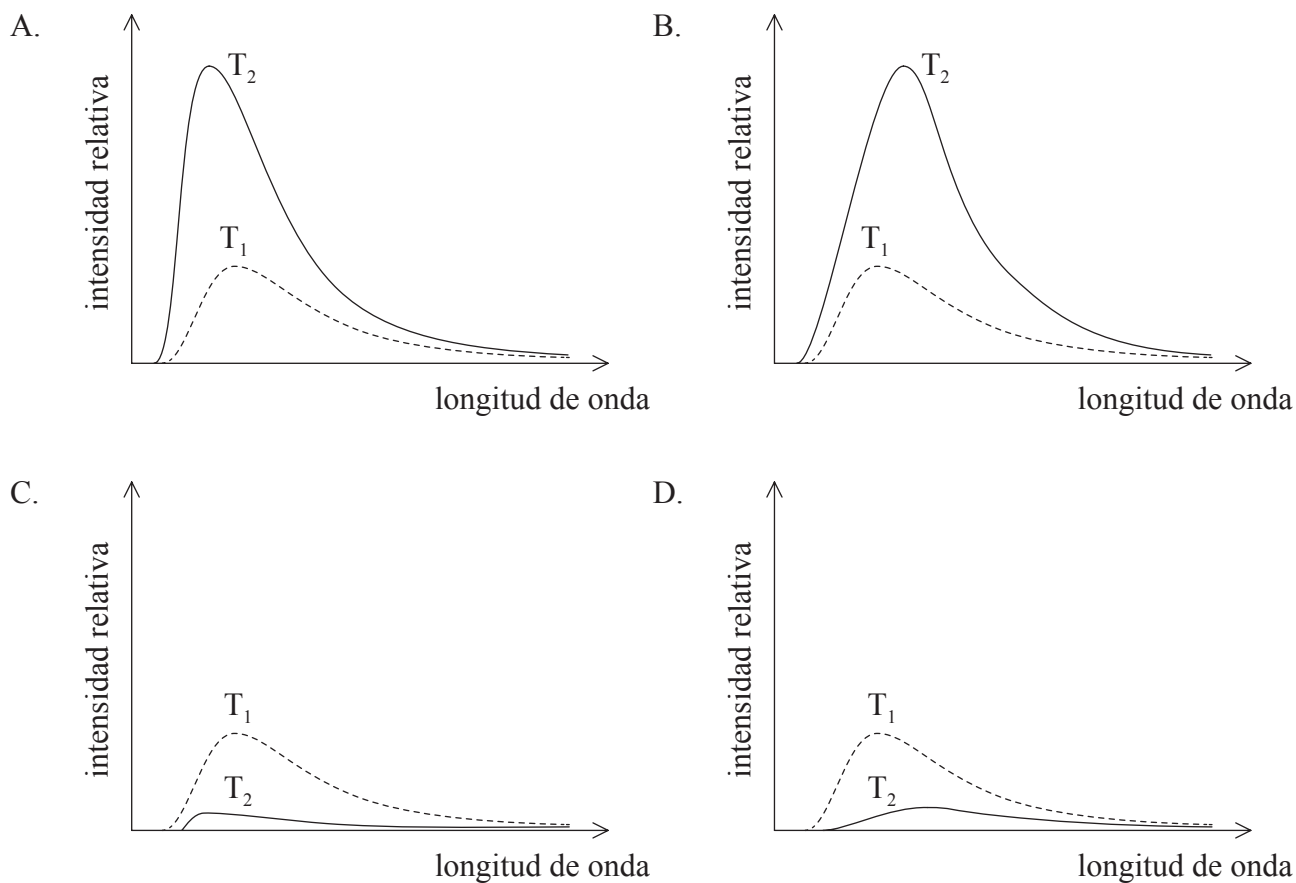 A.
intensidad relativa
T2
T1
longitud de onda
B.
intensidad relativa
T2
T1
longitud de onda
C.
intensidad relativa
T1
T2
longitud de onda
D.
intensidad relativa
T1
T2
longitud de onda